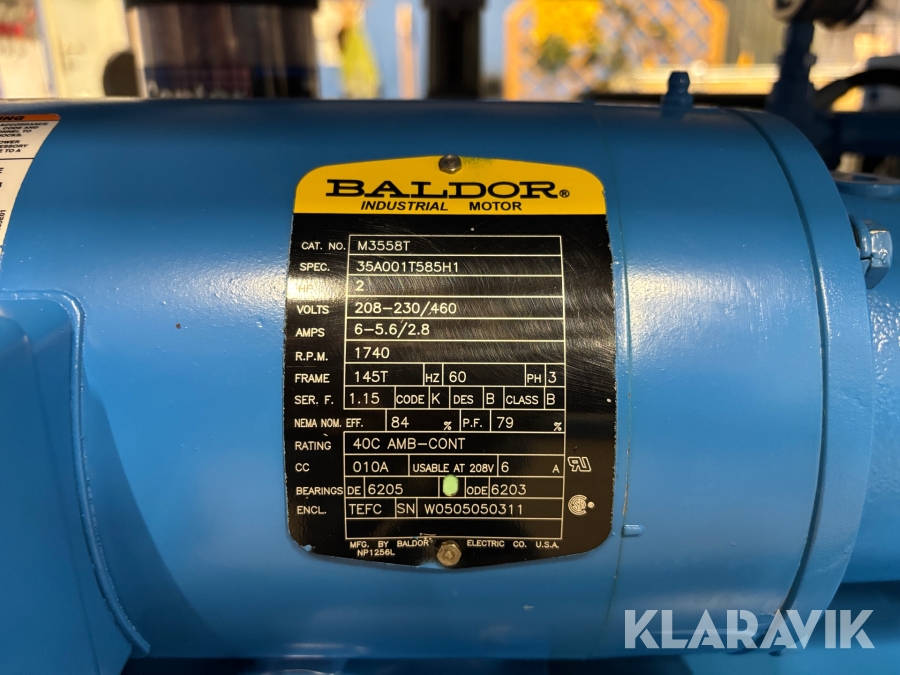 BALDOR®
INDUSTRIAL MOTOR
CAT. NO. M3558T
SPEC. 35A001T585H1
HP 2
VOLTS 208-230/460
AMPS 6-5.6/2.8
R.P.M. 1740
FRAME 145T HZ 60 PH 3
SER. F. 1.15 CODE K DES B CLASS B
NEMA NOM. EFF. 84 % P.F. 79 %
RATING 40C AMB-CONT
CC 010A USABLE AT 208V 6 A
BEARINGS DE 6205 ODE 6203
ENCL. TEFC SN W0505050311
MFG. BY BALDOR ELECTRIC CO. U.S.A.
NP1256L
KLARAVIK